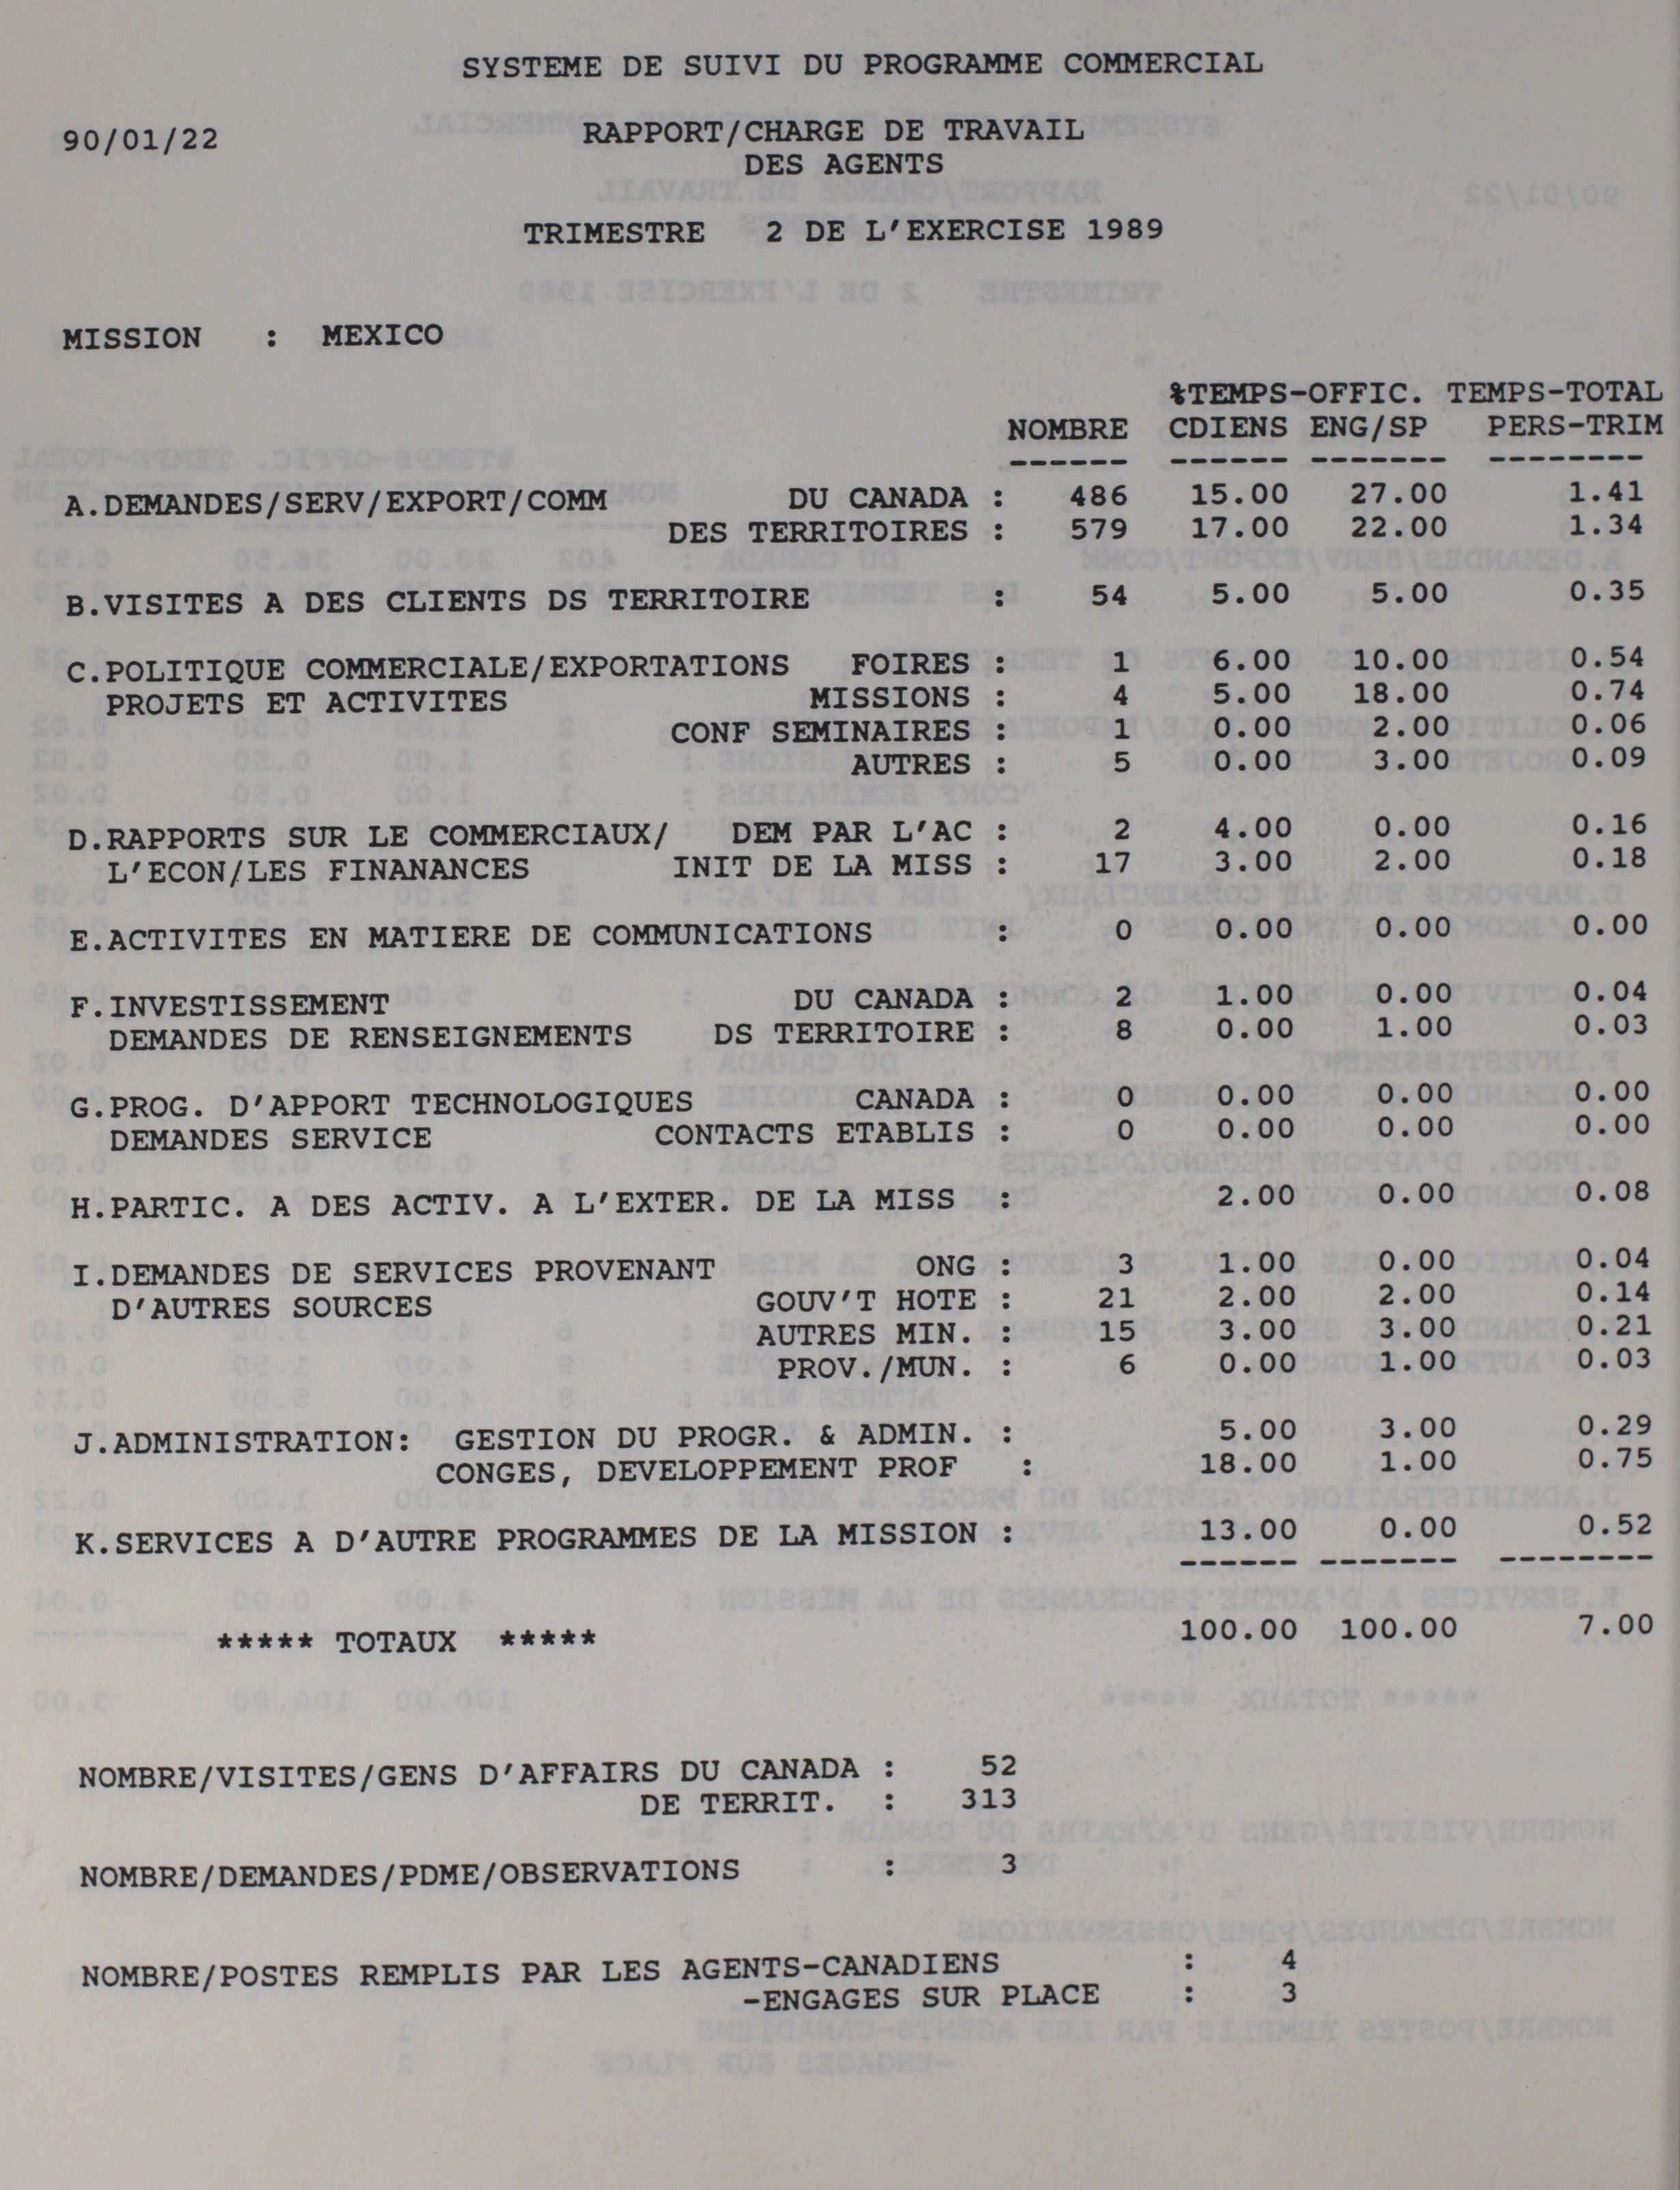 SYSTEME DE SUIVI DU PROGRAMME COMMERCIAL
90/01/22 RAPPORT/CHARGE DE TRAVAIL
DES AGENTS
TRIMESTRE 2 DE L'EXERCISE 1989
MISSION : MEXICO
%TEMPS-OFFIC. TEMPS-TOTAL
NOMBRE CDIENS ENG/SP PERS-TRIM
------ ------ ------- --------
A.DEMANDES/SERV/EXPORT/COMM DU CANADA : 486 15.00 27.00 1.41
DES TERRITOIRES : 579 17.00 22.00 1.34
B.VISITES A DES CLIENTS DS TERRITOIRE : 54 5.00 5.00 0.35
C.POLITIQUE COMMERCIALE/EXPORTATIONS FOIRES : 1 6.00 10.00 0.54
PROJETS ET ACTIVITES MISSIONS : 4 5.00 18.00 0.74
CONF SEMINAIRES : 1 0.00 2.00 0.06
AUTRES : 5 0.00 3.00 0.09
D.RAPPORTS SUR LE COMMERCIAUX/ DEM PAR L'AC : 2 4.00 0.00 0.16
L'ECON/LES FINANANCES INIT DE LA MISS : 17 3.00 2.00 0.18
E.ACTIVITES EN MATIERE DE COMMUNICATIONS : 0 0.00 0.00 0.00
F.INVESTISSEMENT DU CANADA : 2 1.00 0.00 0.04
DEMANDES DE RENSEIGNEMENTS DS TERRITOIRE : 8 0.00 1.00 0.03
G.PROG. D'APPORT TECHNOLOGIQUES CANADA : 0 0.00 0.00 0.00
DEMANDES SERVICE CONTACTS ETABLIS : 0 0.00 0.00 0.00
H.PARTIC. A DES ACTIV. A L'EXTER. DE LA MISS : 2.00 0.00 0.08
I.DEMANDES DE SERVICES PROVENANT ONG : 3 1.00 0.00 0.04
D'AUTRES SOURCES GOUV'T HOTE : 21 2.00 2.00 0.14
AUTRES MIN. : 15 3.00 3.00 0.21
PROV./MUN. : 6 0.00 1.00 0.03
J.ADMINISTRATION: GESTION DU PROGR. & ADMIN. : 5.00 3.00 0.29
CONGES, DEVELOPPEMENT PROF : 18.00 1.00 0.75
K.SERVICES A D'AUTRE PROGRAMMES DE LA MISSION : 13.00 0.00 0.52
------ ------- --------
***** TOTAUX ***** 100.00 100.00 7.00
NOMBRE/VISITES/GENS D'AFFAIRS DU CANADA : 52
DE TERRIT. : 313
NOMBRE/DEMANDES/PDME/OBSERVATIONS : 3
NOMBRE/POSTES REMPLIS PAR LES AGENTS-CANADIENS : 4
-ENGAGES SUR PLACE : 3